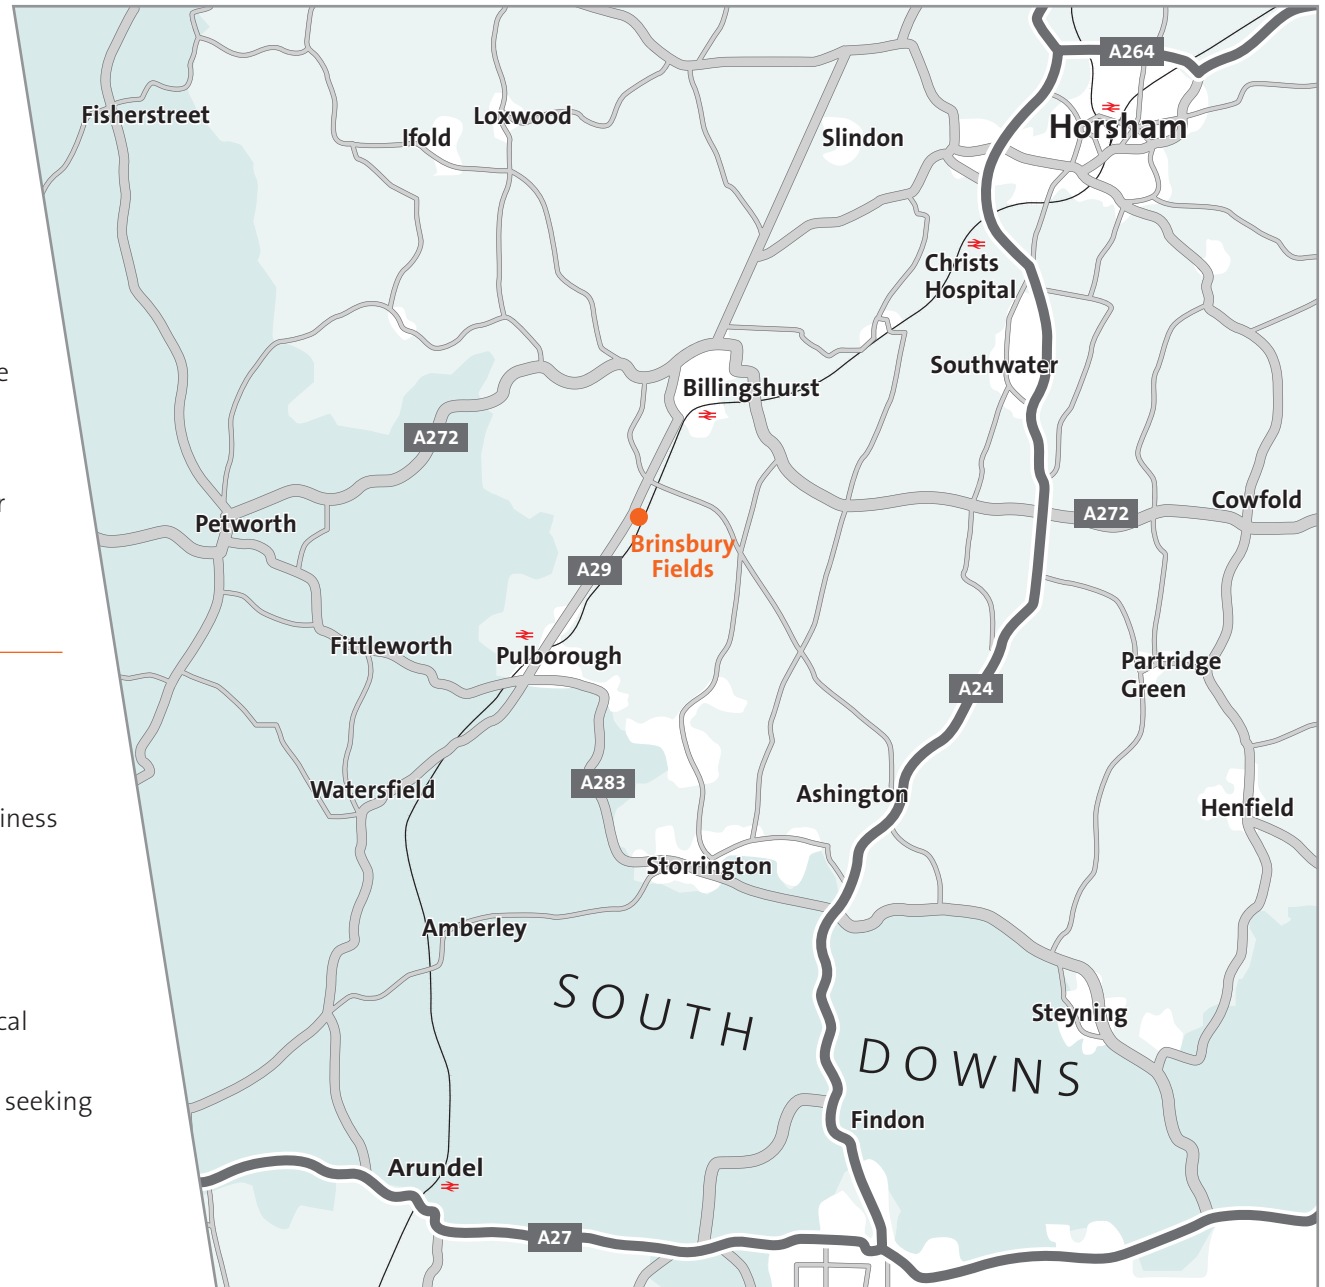 A264
Fisherstreet
Loxwood
Ifold
Slindon
Horsham
Christs
Hospital
e
Southwater
Billingshurst
A272
r
Petworth
A272
Cowfold
Brinsbury
Fields
A29
Fittleworth
Pulborough
Partridge
Green
A24
A283
Watersfield
Ashington
Henfield
iness
Storrington
Amberley
SOUTH
DOWNS
Steyning
cal
seeking
Findon
Arundel
A27